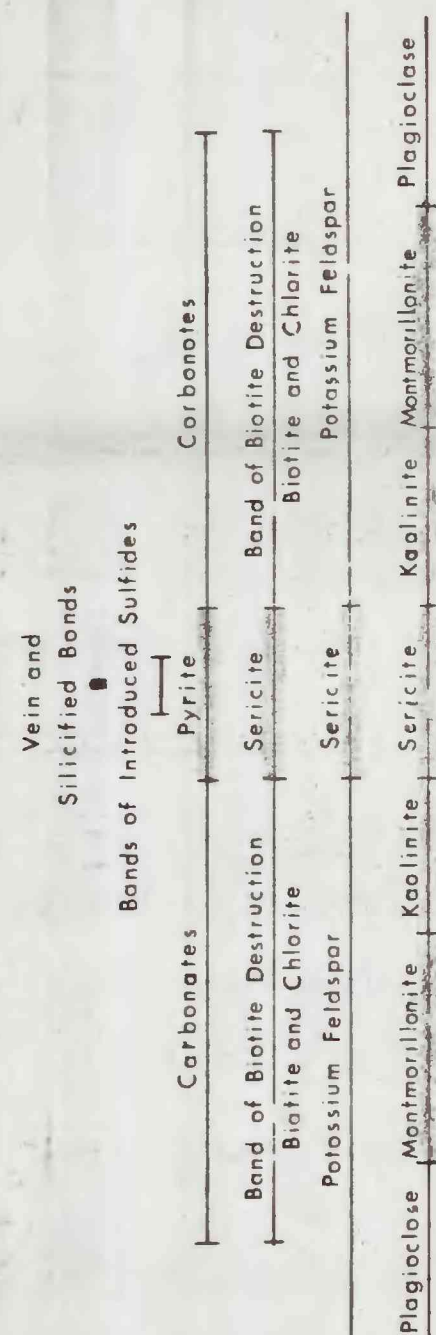 Vein and
Silicified Bands
Bands of Introduced Sulfides
Carbonates Pyrite Carbonates
Band of Biotite Destruction Sericite Band of Biotite Destruction
Biotite and Chlorite Biotite and Chlorite
Potassium Feldspar Sericite Potassium Feldspar
Plagioclase Montmorillonite Kaolinite Sericite Kaolinite Montmorillonite Plagioclase